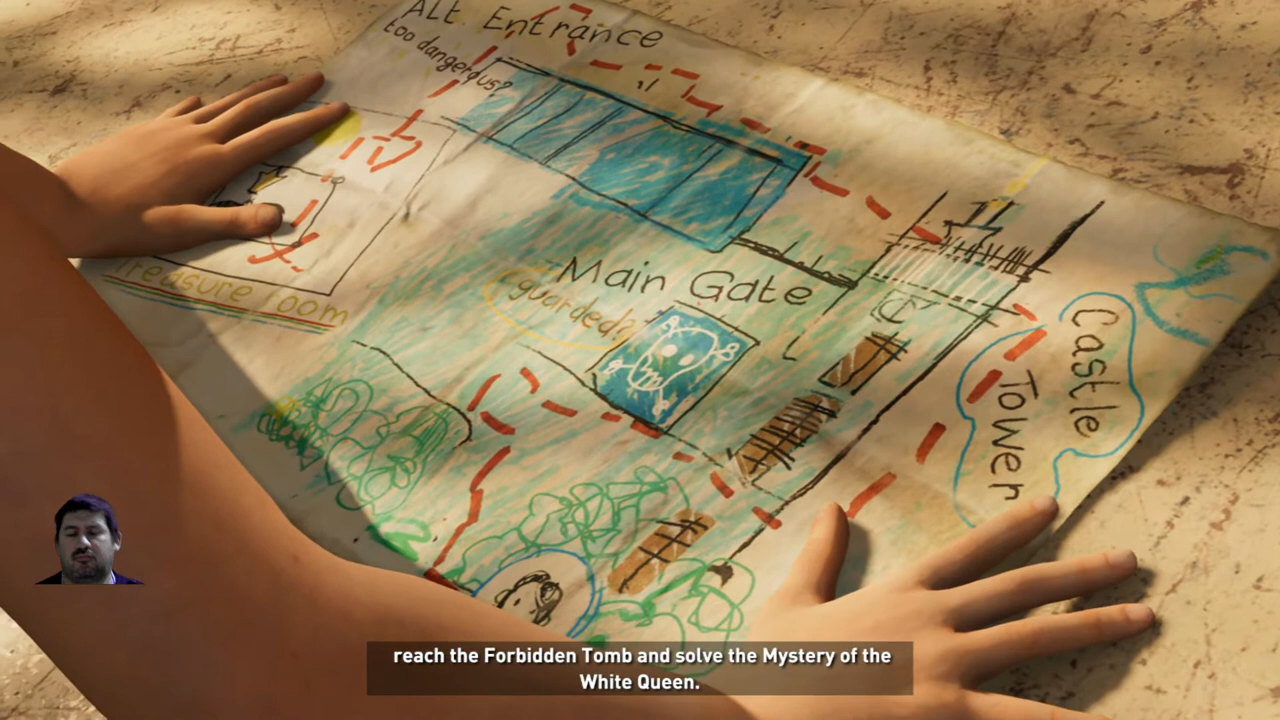 ALt. Entrance
too dangerous?
Main Gate
(guarded?)
Treasure room
Castle
Tower
reach the Forbidden Tomb and solve the Mystery of the
White Queen.